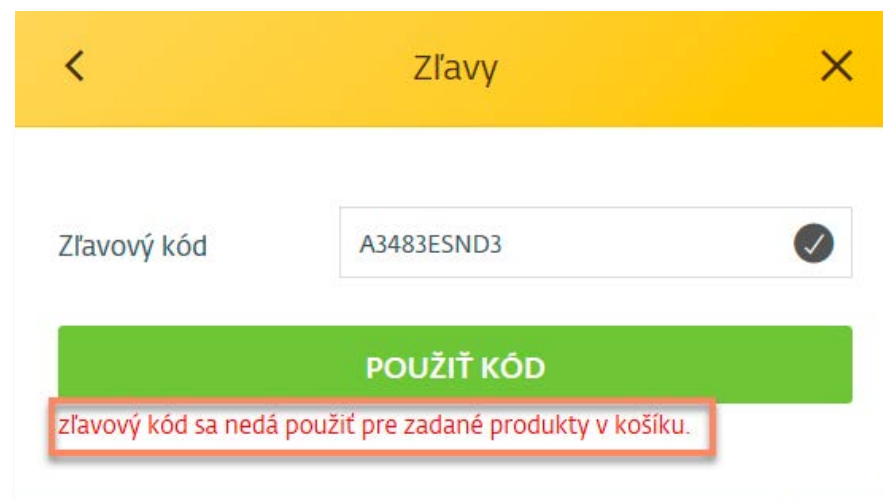 Zľavy
Zľavový kód
A3483ESND3
POUŽIŤ KÓD
zľavový kód sa nedá použiť pre zadané produkty v košíku.